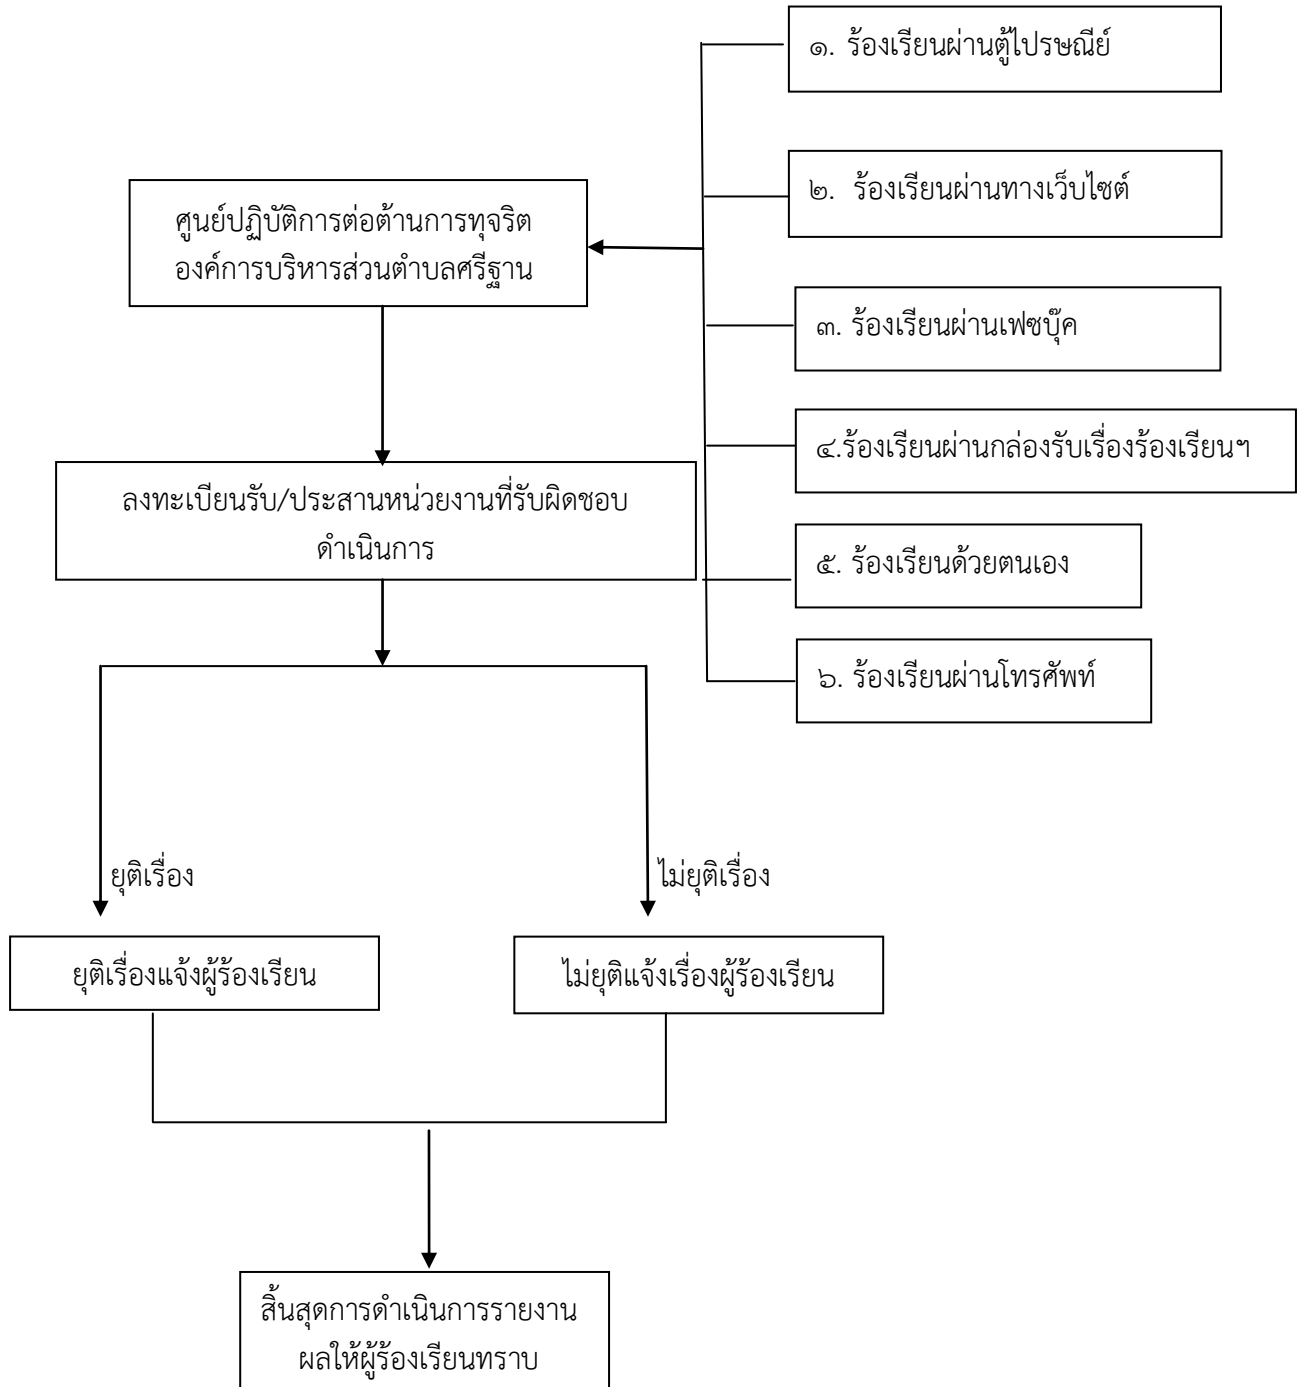 ๑. ร้องเรียนผ่านตู้ไปรษณีย์
๒. ร้องเรียนผ่านทางเว็บไซต์
ศูนย์ปฏิบัติการต่อต้านการทุจริต
องค์การบริหารส่วนตำบลศรีฐาน
๓. ร้องเรียนผ่านเฟซบุ๊ค
๔.ร้องเรียนผ่านกล่องรับเรื่องร้องเรียนฯ
ลงทะเบียนรับ/ประสานหน่วยงานที่รับผิดชอบ
ดำเนินการ
๕. ร้องเรียนด้วยตนเอง
๖. ร้องเรียนผ่านโทรศัพท์
ยุติเรื่อง
ไม่ยุติเรื่อง
ยุติเรื่องแจ้งผู้ร้องเรียน
ไม่ยุติแจ้งเรื่องผู้ร้องเรียน
สิ้นสุดการดำเนินการรายงาน
ผลให้ผู้ร้องเรียนทราบ